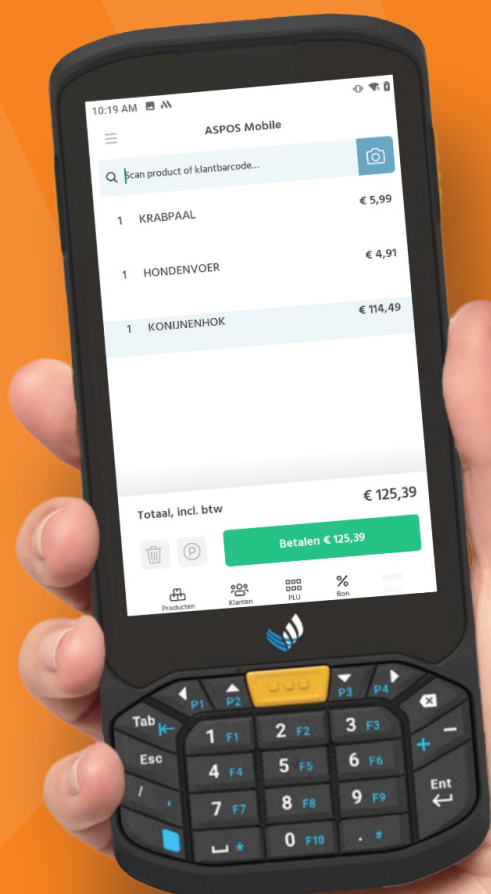 10:19 AM
ASPOS Mobile
Scan product of klantbarcode...
1 KRABPAAL € 5,99
1 HONDENVOER € 4,91
1 KONIJNENHOK € 114,49
Totaal, incl. btw € 125,39
P Betalen € 125,39
Producten Klanten PLU Bon
P1 P2 P3 P4
Tab 1 F1 2 F2 3 F3
Esc 4 F4 5 F5 6 F6 + -
/ , 7 F7 8 F8 9 F9 Ent
* 0 F10 . #